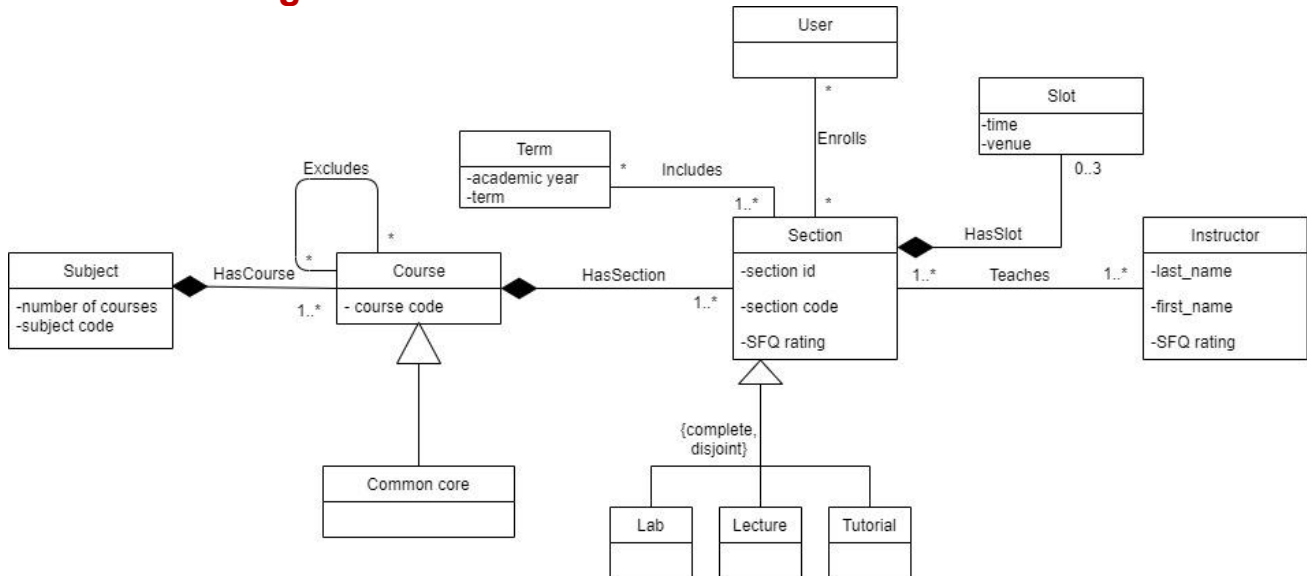 User
Slot
-time
-venue
*
Enrolls
Term
-academic year
-term
*
Includes
1..*
*
0..3
Excludes
*
*
Subject
-number of courses
-subject code
HasCourse
1..*
Course
- course code
HasSection
1..*
Section
-section id
-section code
-SFQ rating
HasSlot
1..*
Teaches
1..*
Instructor
-last_name
-first_name
-SFQ rating
{complete,
disjoint}
Common core
Lab
Lecture
Tutorial